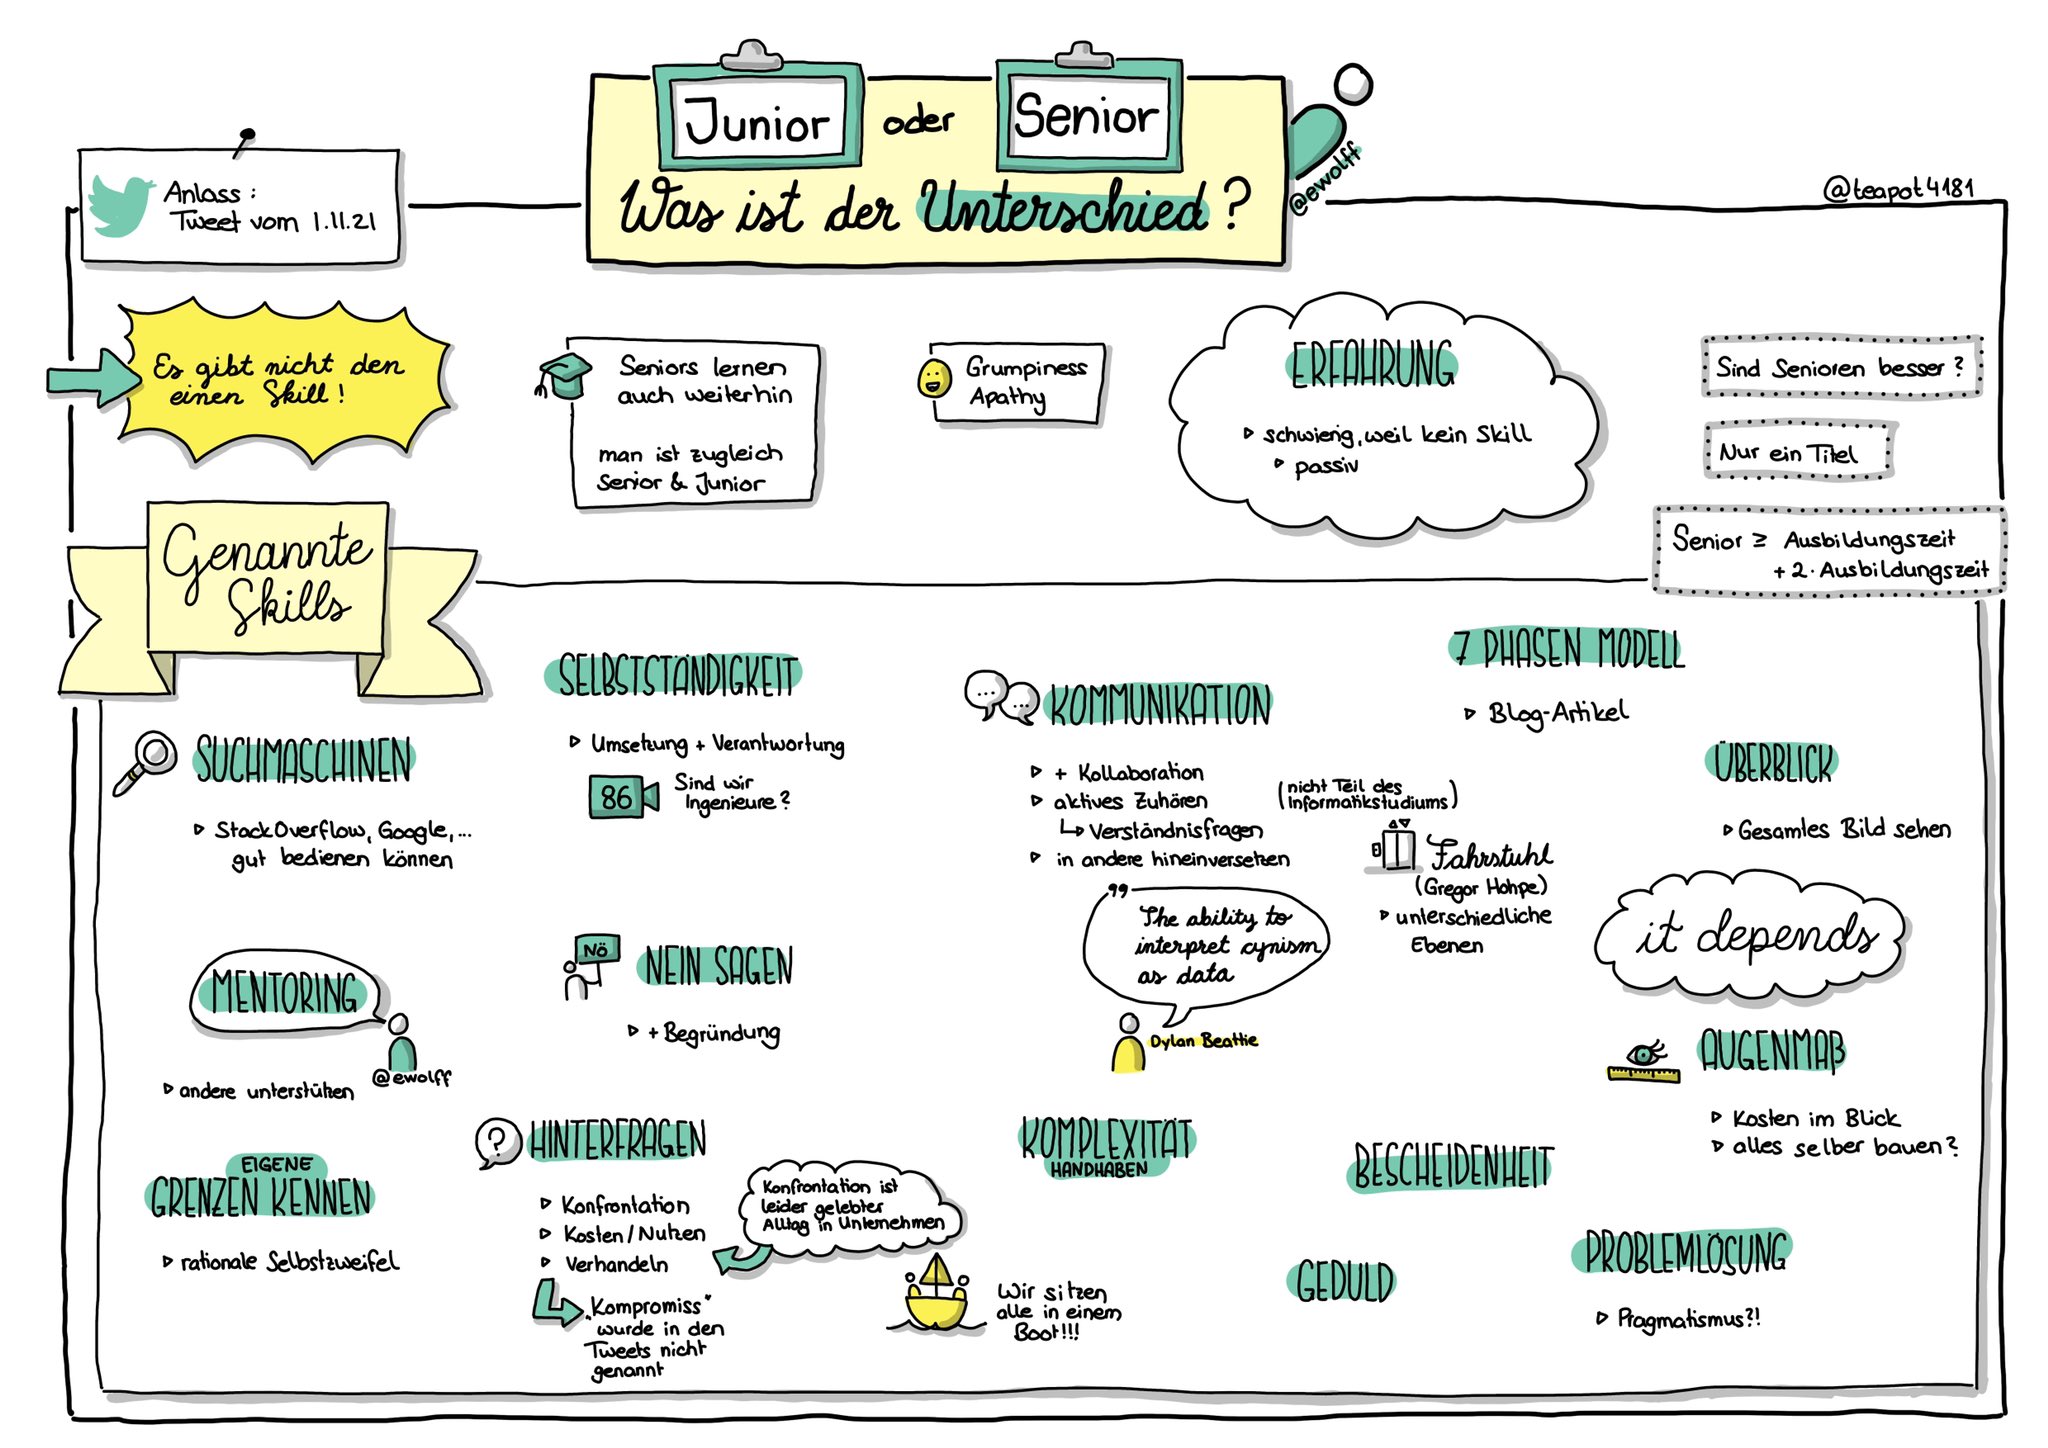 Junior oder Senior
Was ist der Unterschied?
@ewolff
@teapot4181
Anlass:
Tweet vom 1.11.21
Es gibt nicht den
einen Skill!
Seniors lernen
auch weiterhin
man ist zugleich
Senior & Junior
Grumpiness
Apathy
ERFAHRUNG
▹ schwierig, weil kein Skill
▹ passiv
Sind Senioren besser?
Nur ein Titel
Senior ≥ Ausbildungszeit
+ 2 · Ausbildungszeit
Genannte
Skills
SUCHMASCHINEN
▹ StackOverflow, Google,...
gut bedienen können
SELBSTSTÄNDIGKEIT
▹ Umsetzung + Verantwortung
86
Sind wir
Ingenieure?
KOMMUNIKATION
▹ + Kollaboration
▹ aktives Zuhören
↳ Verständnisfragen
▹ in andere hineinversetzen
(nicht Teil des
Informatikstudiums)
7 PHASEN MODELL
▹ Blog-Artikel
ÜBERBLICK
▹ Gesamtes Bild sehen
Fahrstuhl
(Gregor Hohpe)
▹ unterschiedliche
Ebenen
"
The ability to
interpret cynism
as data
Dylan Beattie
it depends
MENTORING
@ewolff
▹ andere unterstützen
Nö
NEIN SAGEN
▹ + Begründung
AUGENMAß
▹ Kosten im Blick
▹ alles selber bauen?
EIGENE
GRENZEN KENNEN
▹ rationale Selbstzweifel
?
HINTERFRAGEN
▹ Konfrontation
▹ Kosten/Nutzen
▹ Verhandeln
"Kompromiss"
wurde in den
Tweets nicht
genannt
Konfrontation ist
leider gelebter
Alltag in Unternehmen
Wir sitzen
alle in einem
Boot!!!
KOMPLEXITÄT
HANDHABEN
BESCHEIDENHEIT
GEDULD
PROBLEMLÖSUNG
▹ Pragmatismus?!